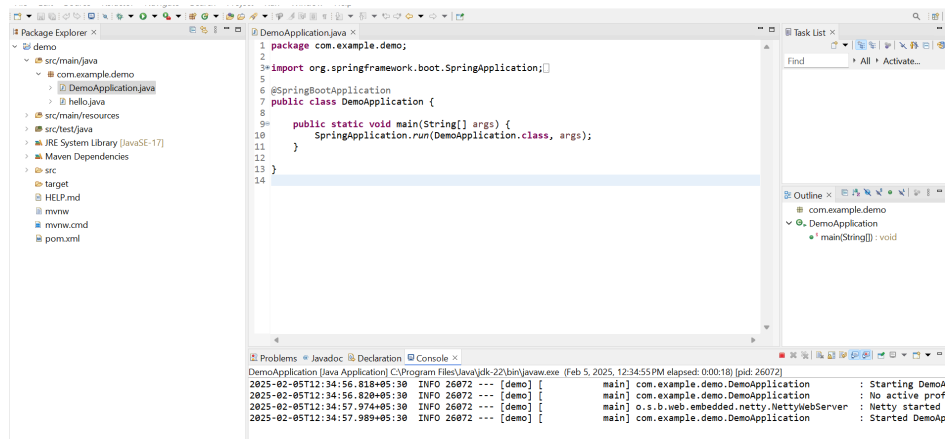 Package Explorer ×
demo
src/main/java
com.example.demo
DemoApplication.java
hello.java
src/main/resources
src/test/java
JRE System Library [JavaSE-17]
Maven Dependencies
src
target
HELP.md
mvnw
mvnw.cmd
pom.xml
DemoApplication.java ×
1 package com.example.demo;
2
3 import org.springframework.boot.SpringApplication;
5
6 @SpringBootApplication
7 public class DemoApplication {
8
9 public static void main(String[] args) {
10 SpringApplication.run(DemoApplication.class, args);
11 }
12
13 }
14
Task List ×
Find All Activate...
Outline ×
com.example.demo
DemoApplication
main(String[]) : void
Problems Javadoc Declaration Console ×
DemoApplication [Java Application] C:\Program Files\Java\jdk-22\bin\javaw.exe (Feb 5, 2025, 12:34:55 PM elapsed: 0:00:18) [pid: 26072]
2025-02-05T12:34:56.818+05:30 INFO 26072 --- [demo] [ main] com.example.demo.DemoApplication : Starting DemoA
2025-02-05T12:34:56.820+05:30 INFO 26072 --- [demo] [ main] com.example.demo.DemoApplication : No active prof
2025-02-05T12:34:57.974+05:30 INFO 26072 --- [demo] [ main] o.s.b.web.embedded.netty.NettyWebServer : Netty started
2025-02-05T12:34:57.989+05:30 INFO 26072 --- [demo] [ main] com.example.demo.DemoApplication : Started DemoAp